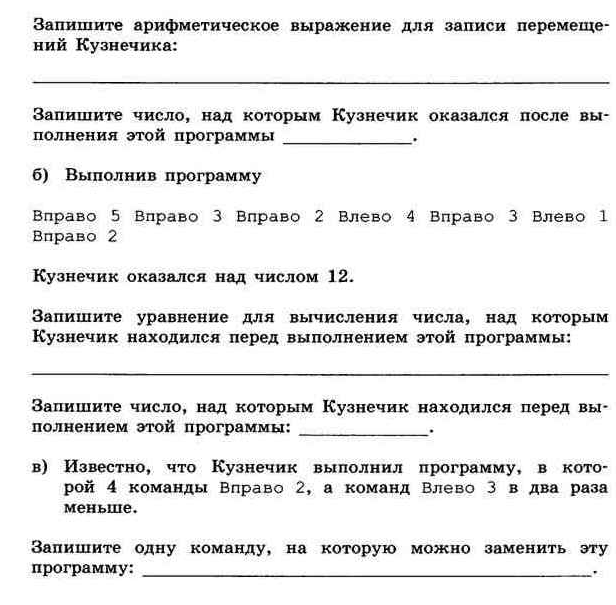 Запишите арифметическое выражение для записи перемеще-
ний Кузнечика:
Запишите число, над которым Кузнечик оказался после вы-
полнения этой программы ____________.
б) Выполнив программу
Вправо 5 Вправо 3 Вправо 2 Влево 4 Вправо 3 Влево 1
Вправо 2
Кузнечик оказался над числом 12.
Запишите уравнение для вычисления числа, над которым
Кузнечик находился перед выполнением этой программы:
Запишите число, над которым Кузнечик находился перед вы-
полнением этой программы: ____________.
в) Известно, что Кузнечик выполнил программу, в кото-
рой 4 команды Вправо 2, а команд Влево 3 в два раза
меньше.
Запишите одну команду, на которую можно заменить эту
программу: ____________.